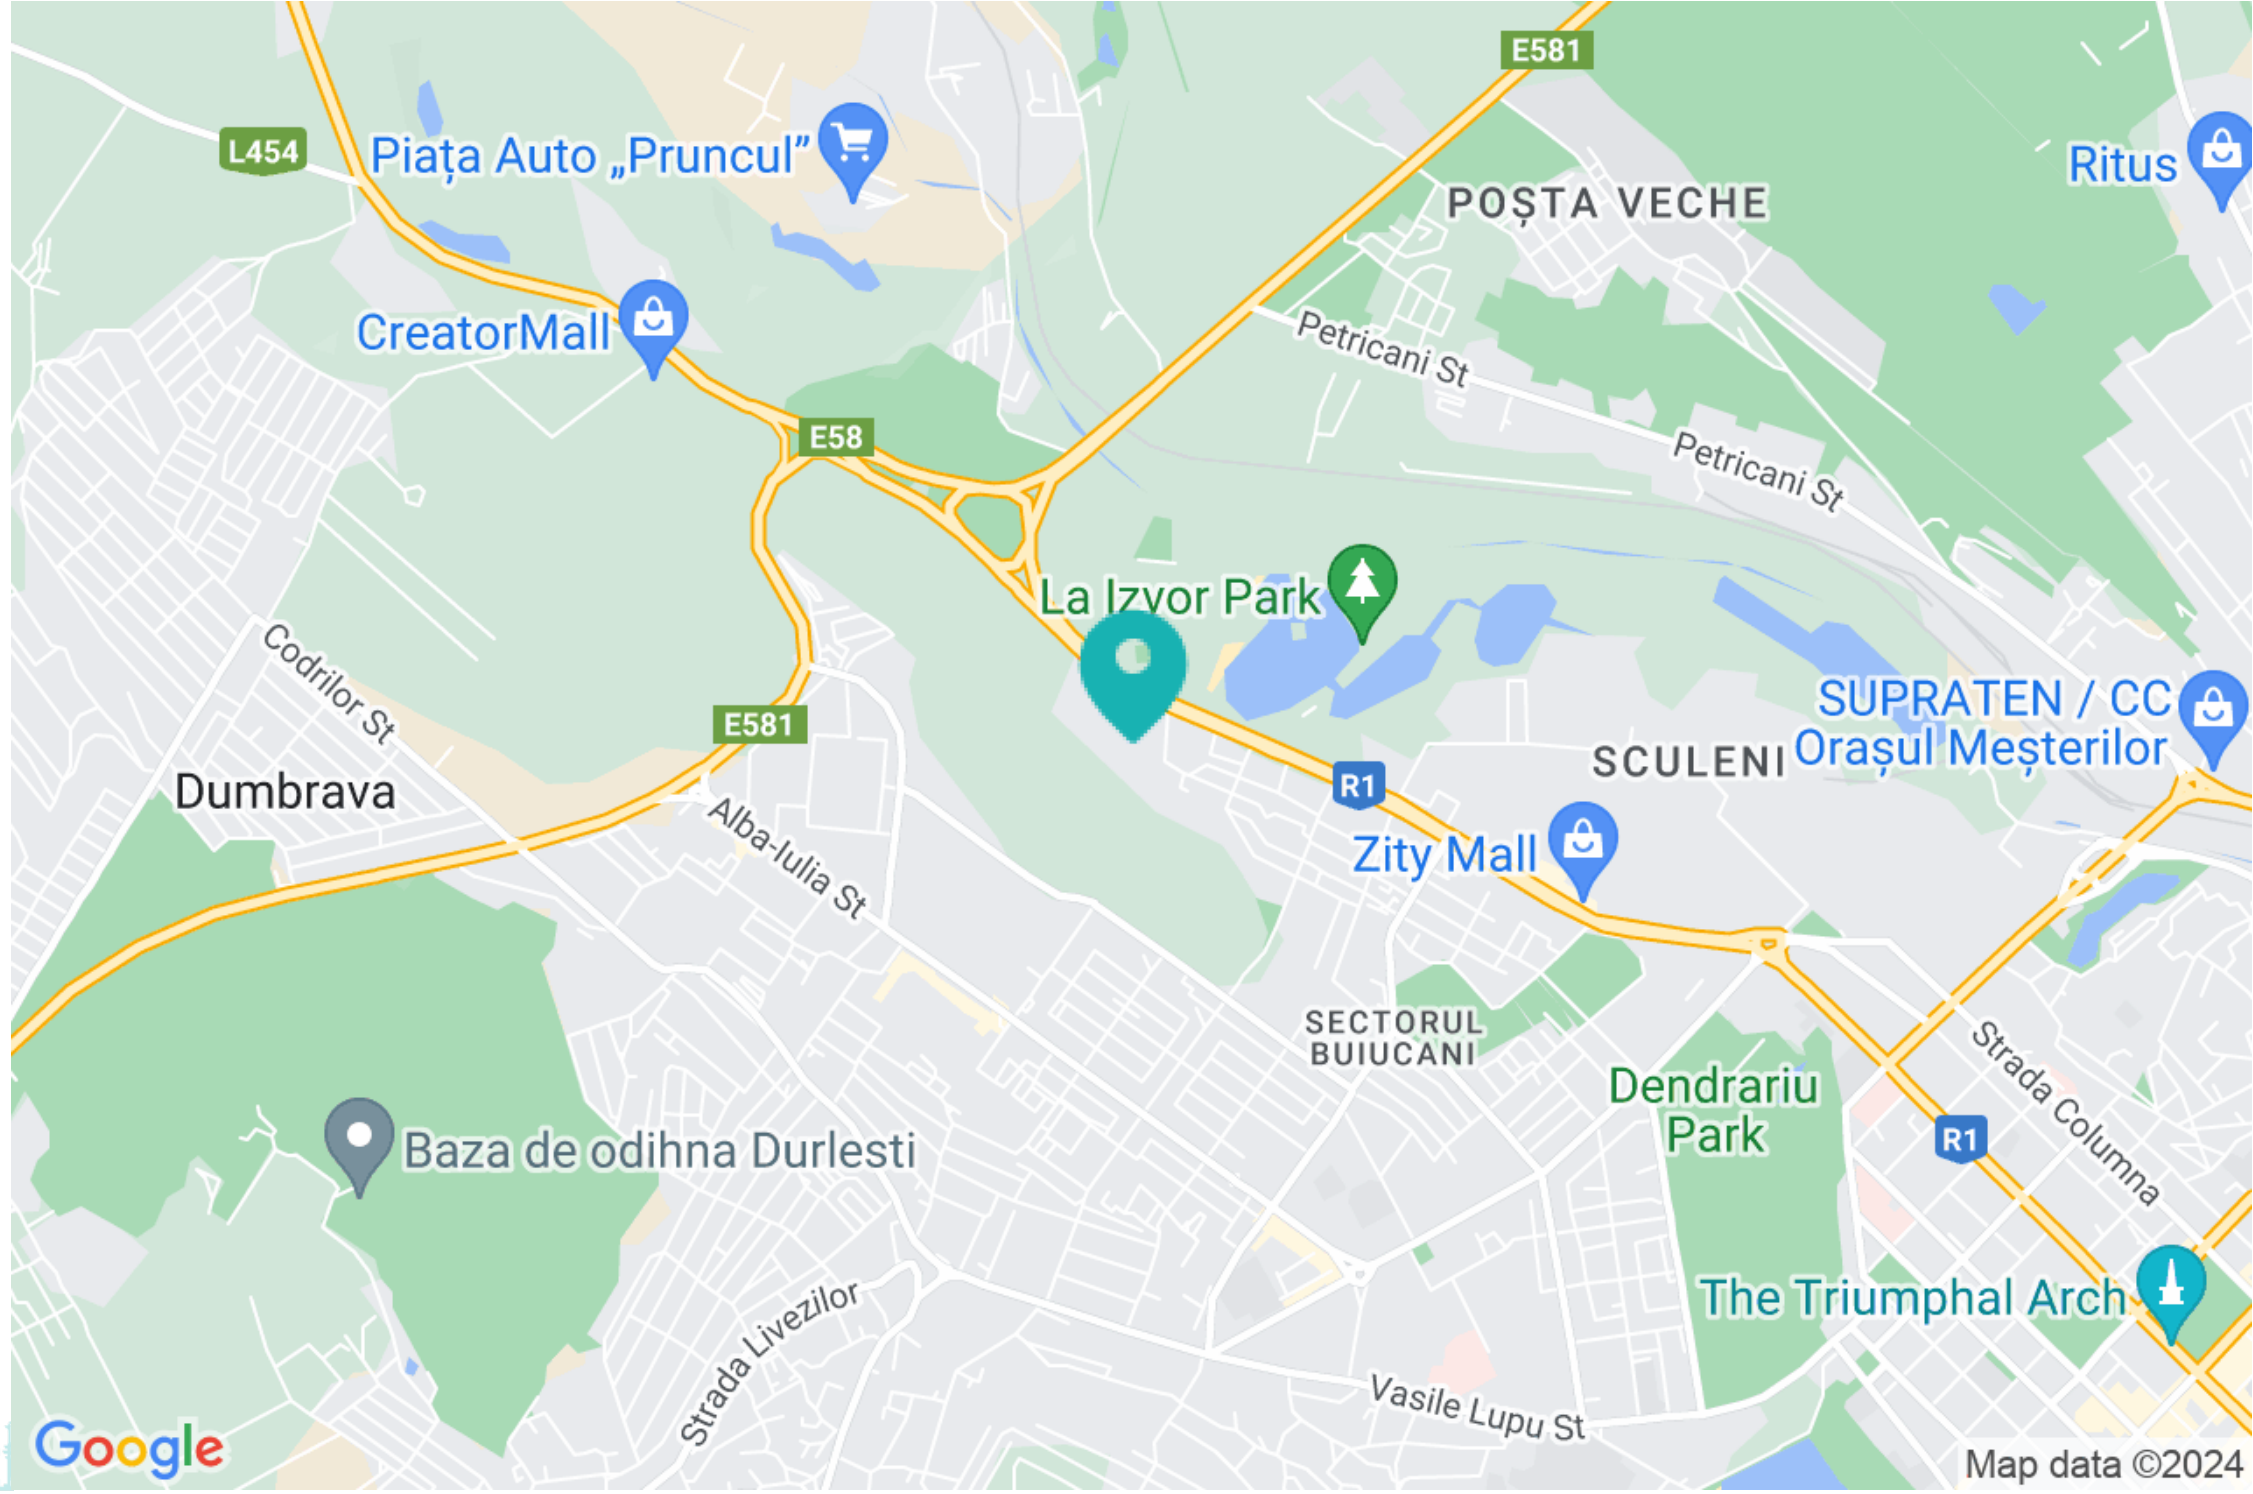 E581
L454
Piața Auto „Pruncul”
Ritus
POȘTA VECHE
CreatorMall
Petricani St
E58
Petricani St
La Izvor Park
Codrilor St
SUPRATEN / CC
Orașul Meșterilor
E581
SCULENI
Dumbrava
R1
Alba-Iulia St
Zity Mall
SECTORUL
BUIUCANI
Strada Columna
Dendrariu
Park
R1
Baza de odihna Durlesti
The Triumphal Arch
Strada Livezilor
Vasile Lupu St
Google
Map data ©2024